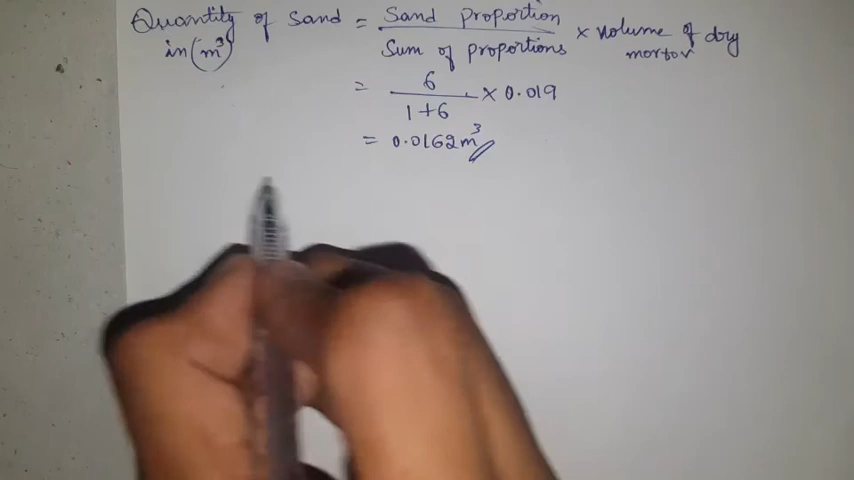 Quantity of Sand = Sand proportion / Sum of proportions × Volume of dry mortor
in (m³)
= 6 / 1+6 × 0.019
= 0.0162m³